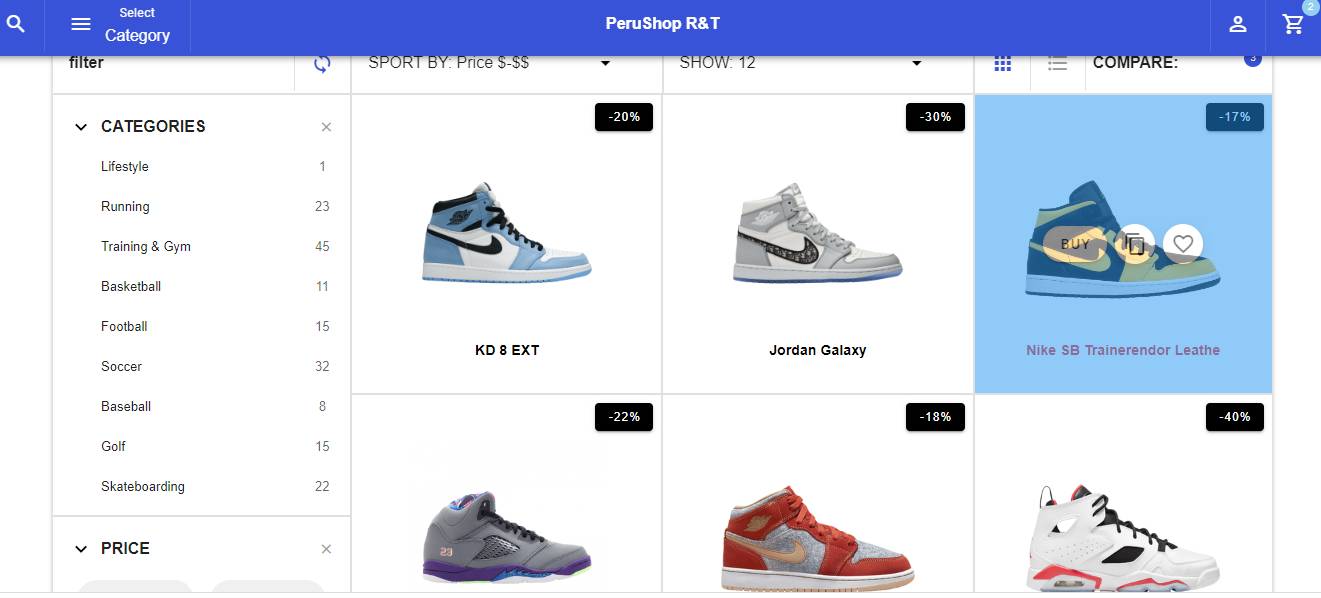 Select
Category
PeruShop R&T
2
filter
SPORT BY: Price $-$$
SHOW: 12
COMPARE:
3
CATEGORIES
Lifestyle 1
Running 23
Training & Gym 45
Basketball 11
Football 15
Soccer 32
Baseball 8
Golf 15
Skateboarding 22
PRICE
-20%
KD 8 EXT
-30%
Jordan Galaxy
-17%
BUY
Nike SB Trainerendor Leathe
-22%
23
-18%
-40%